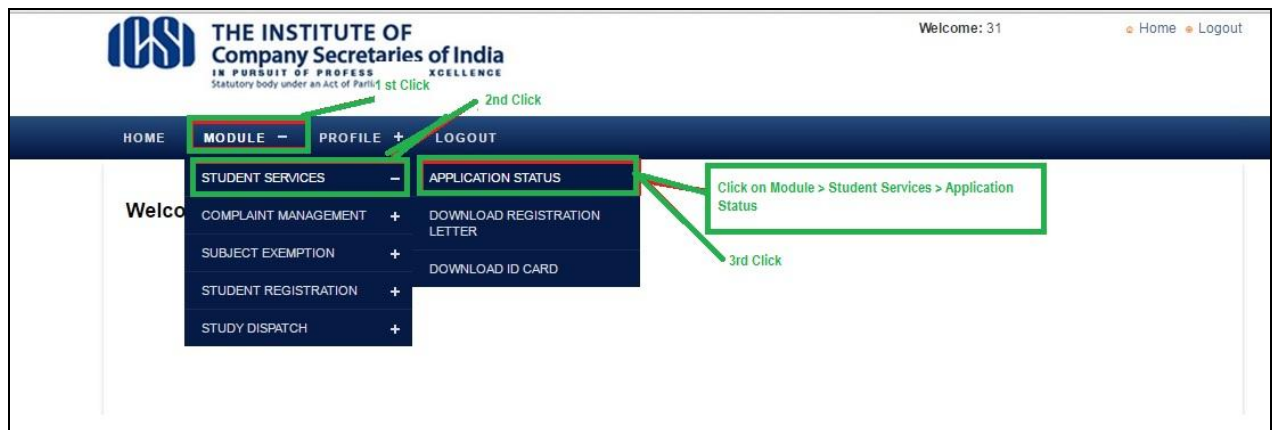 THE INSTITUTE OF
Company Secretaries of India
IN PURSUIT OF PROFESS XCELLENCE
Statutory body under an Act of Parli
Welcome: 31
Home Logout
1 st Click
2nd Click
HOME MODULE − PROFILE + LOGOUT
STUDENT SERVICES −
COMPLAINT MANAGEMENT +
SUBJECT EXEMPTION +
STUDENT REGISTRATION +
STUDY DISPATCH +
APPLICATION STATUS
DOWNLOAD REGISTRATION
LETTER
DOWNLOAD ID CARD
Welco
Click on Module > Student Services > Application
Status
3rd Click